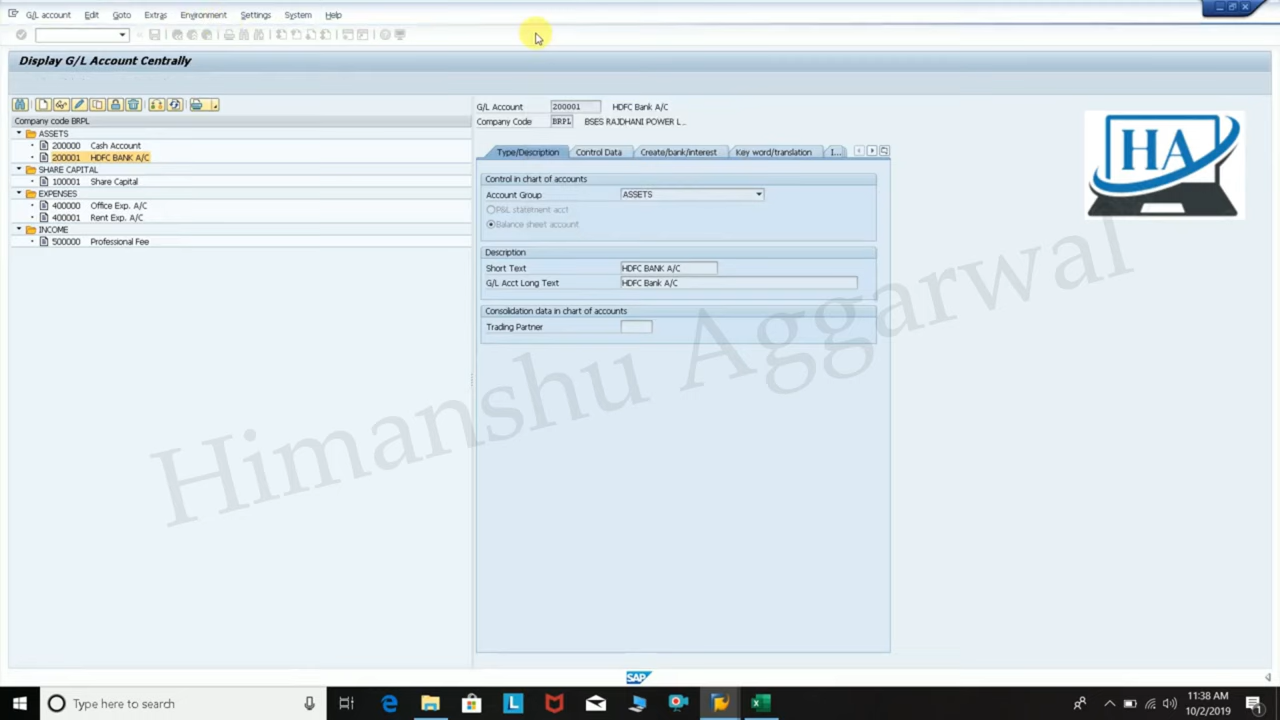 G/L account Edit Goto Extras Environment Settings System Help
Display G/L Account Centrally
Company code BRPL
ASSETS
200000 Cash Account
200001 HDFC BANK A/C
SHARE CAPITAL
100001 Share Capital
EXPENSES
400000 Office Exp. A/C
400001 Rent Exp. A/C
INCOME
500000 Professional Fee
G/L Account 200001 HDFC Bank A/C
Company Code BRPL BSES RAJDHANI POWER L...
Type/Description Control Data Create/bank/interest Key word/translation I...
Control in chart of accounts
Account Group ASSETS
P&L statement acct
Balance sheet account
Description
Short Text HDFC BANK A/C
G/L Acct Long Text HDFC Bank A/C
Consolidation data in chart of accounts
Trading Partner
HA
Himanshu Aggarwal
SAP
Type here to search
L
11:38 AM
10/2/2019
1